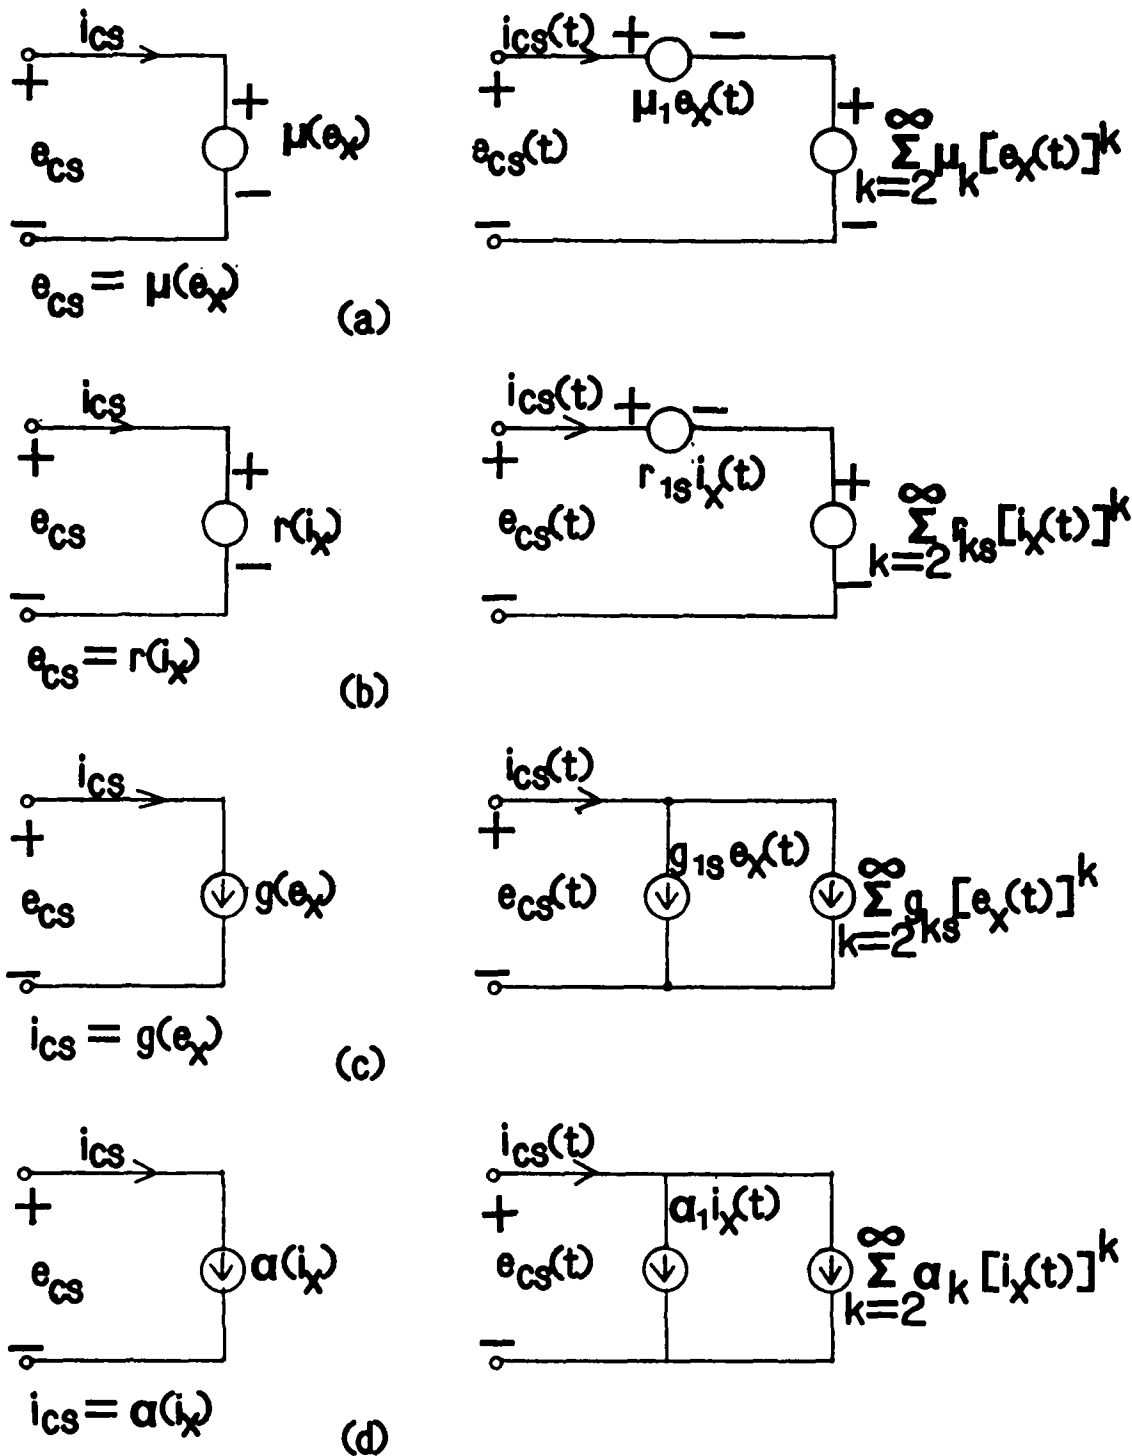 i_cs
+
e_cs
−
+
μ(e_x)
−
e_cs = μ(e_x)
i_cs(t)
+ −
μ_1 e_x(t)
+
e_cs(t)
−
+
∞ Σ k=2 μ_k [e_x(t)]^k
−
(a)
i_cs
+
e_cs
−
+
r(i_x)
−
e_cs = r(i_x)
i_cs(t)
+ −
r_1s i_x(t)
+
e_cs(t)
−
+
∞ Σ k=2 r_ks [i_x(t)]^k
−
(b)
i_cs
+
e_cs
−
g(e_x)
i_cs = g(e_x)
i_cs(t)
+
e_cs(t)
−
g_1s e_x(t)
∞ Σ k=2 g_ks [e_x(t)]^k
(c)
i_cs
+
e_cs
−
α(i_x)
i_cs = α(i_x)
i_cs(t)
+
e_cs(t)
−
α_1 i_x(t)
∞ Σ k=2 α_k [i_x(t)]^k
(d)